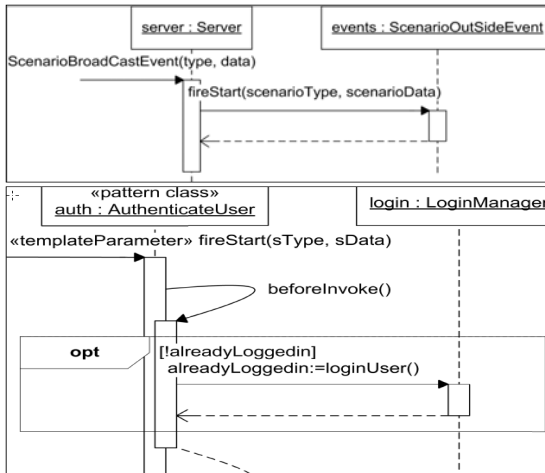 server : Server
events : ScenarioOutSideEvent
ScenarioBroadCastEvent(type, data)
fireStart(scenarioType, scenarioData)
«pattern class»
auth : AuthenticateUser
login : LoginManager
«templateParameter» fireStart(sType, sData)
beforeInvoke()
opt
[!alreadyLoggedin]
alreadyLoggedin:=loginUser()